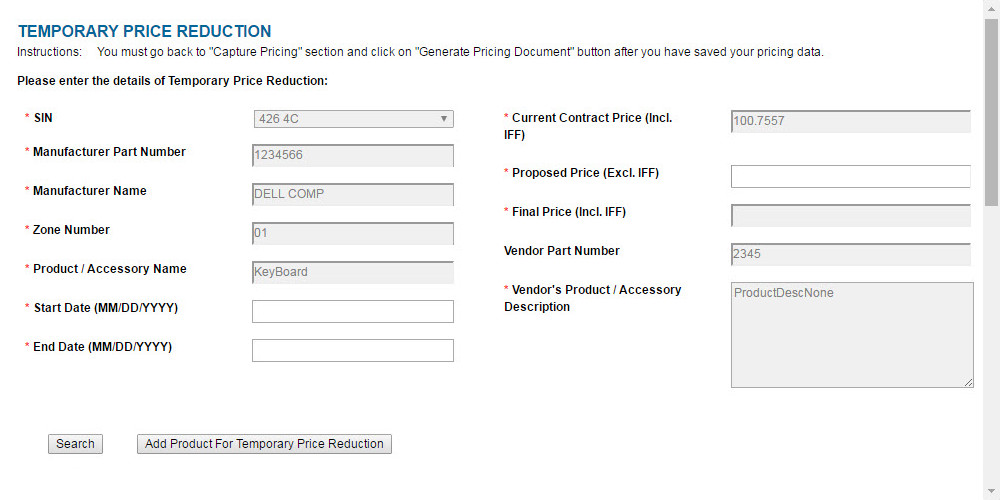 TEMPORARY PRICE REDUCTION
Instructions: You must go back to "Capture Pricing" section and click on "Generate Pricing Document" button after you have saved your pricing data.
Please enter the details of Temporary Price Reduction:
* SIN
426 4C
* Manufacturer Part Number
1234566
* Manufacturer Name
DELL COMP
* Zone Number
01
* Product / Accessory Name
KeyBoard
* Start Date (MM/DD/YYYY)
* End Date (MM/DD/YYYY)
* Current Contract Price (Incl.
IFF)
100.7557
* Proposed Price (Excl. IFF)
* Final Price (Incl. IFF)
Vendor Part Number
2345
* Vendor's Product / Accessory
Description
ProductDescNone
Search
Add Product For Temporary Price Reduction